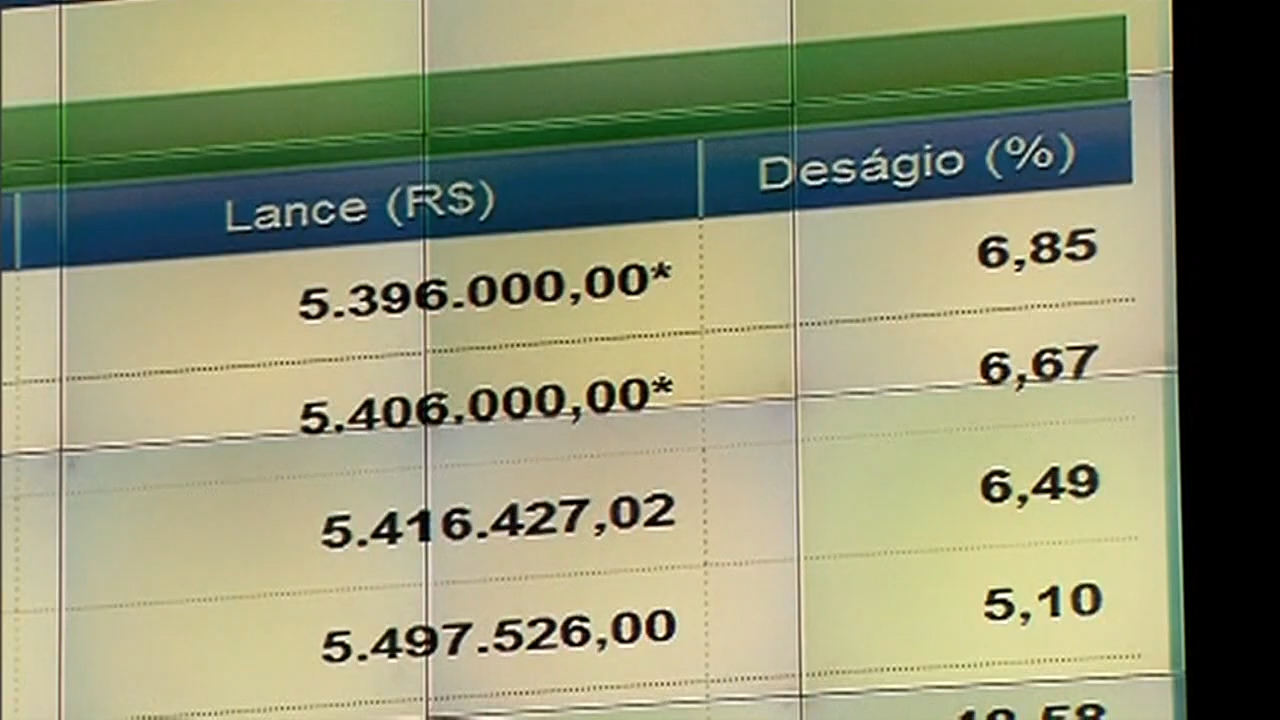 Lance (R$) Deságio (%)
5.396.000,00* 6,85
5.406.000,00* 6,67
5.416.427,02 6,49
5.497.526,00 5,10